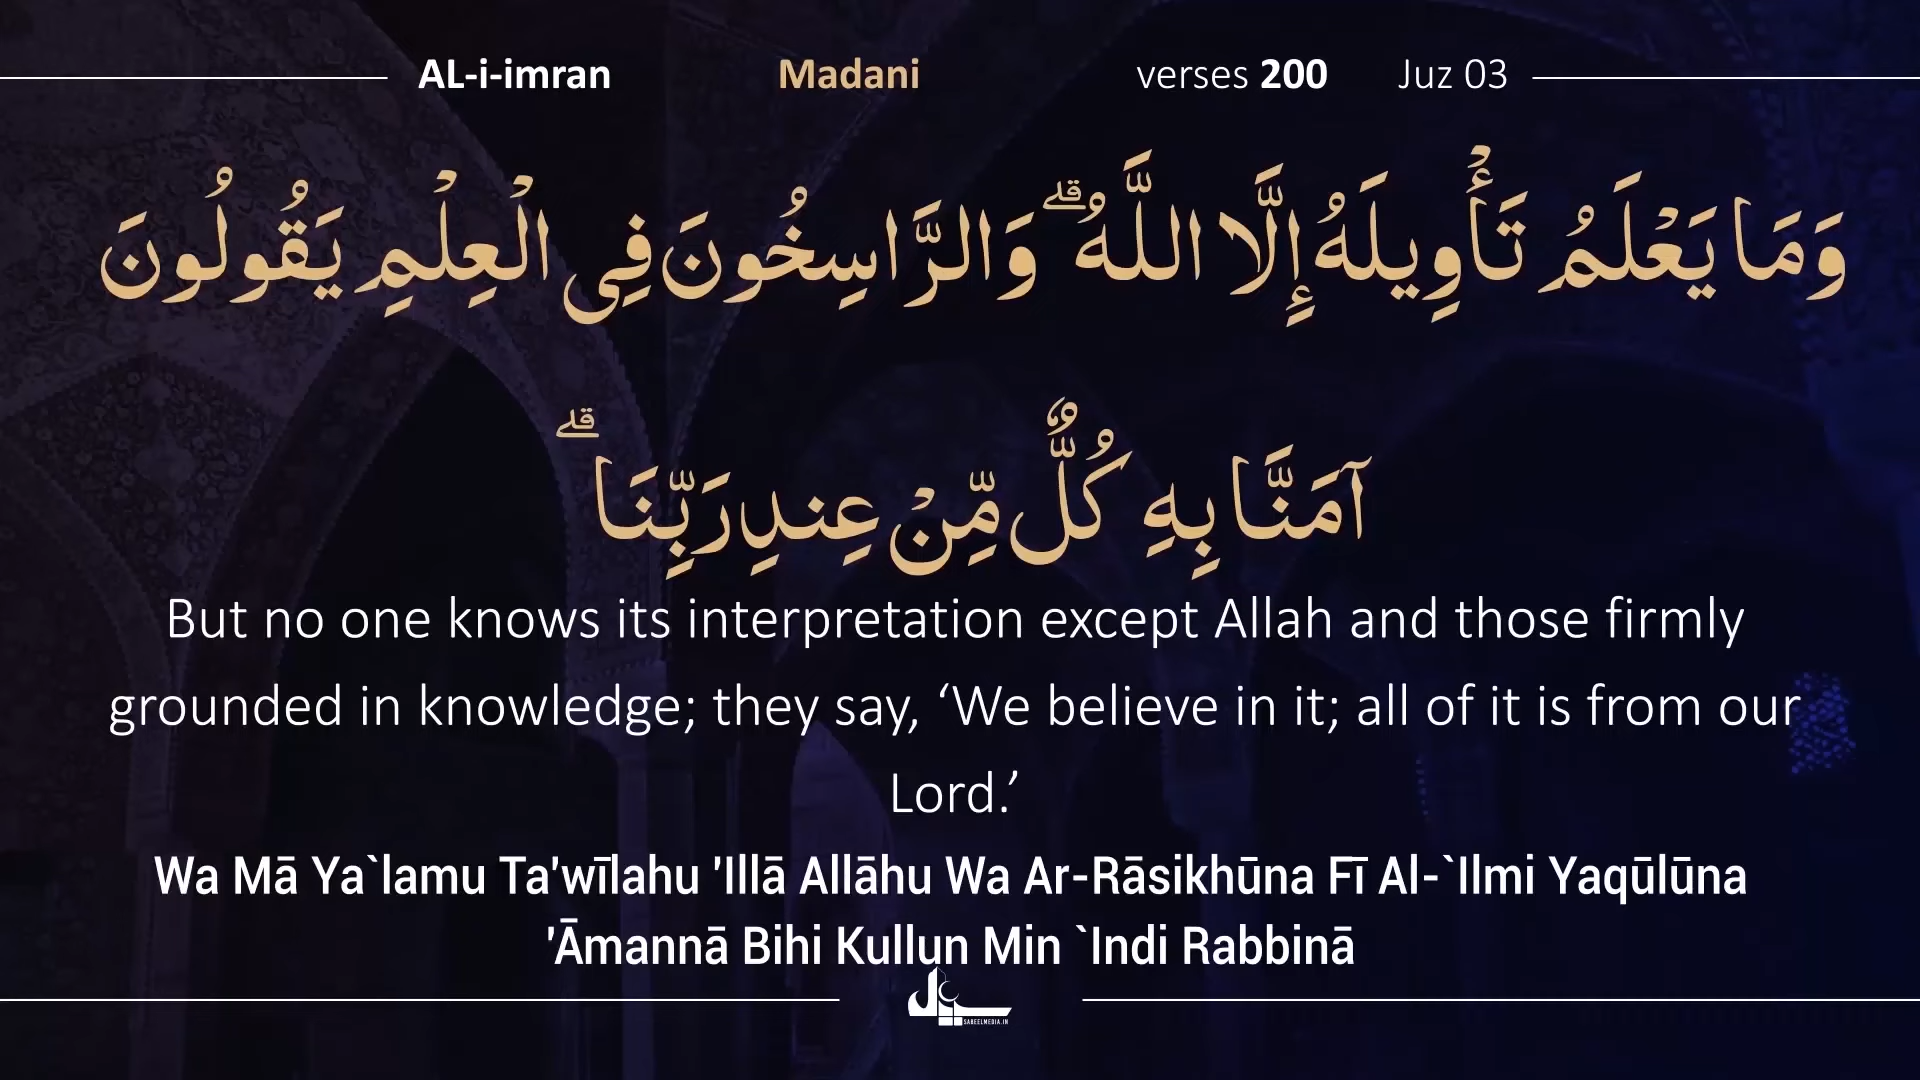 AL-i-imran Madani verses 200 Juz 03
وَمَا يَعْلَمُ تَأْوِيلَهُ إِلَّا اللَّهُ ۗ وَالرَّاسِخُونَ فِي الْعِلْمِ يَقُولُونَ
آمَنَّا بِهِ كُلٌّ مِّنْ عِندِ رَبِّنَا ۗ
But no one knows its interpretation except Allah and those firmly
grounded in knowledge; they say, ‘We believe in it; all of it is from our
Lord.’
Wa Mā Ya`lamu Ta'wīlahu 'Illā Allāhu Wa Ar-Rāsikhūna Fī Al-`Ilmi Yaqūlūna
'Āmannā Bihi Kullun Min `Indi Rabbinā
SABEELMEDIA.IN